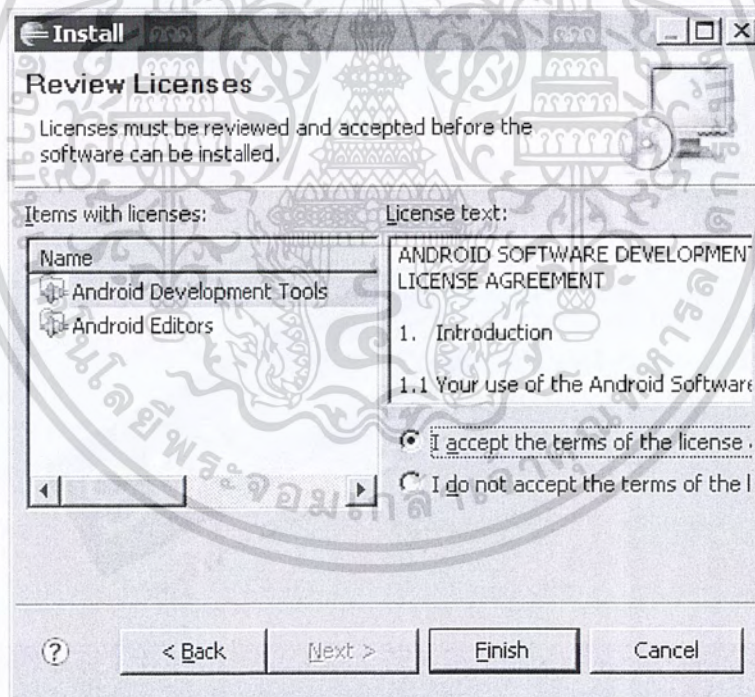 Install
Review Licenses
Licenses must be reviewed and accepted before the
software can be installed.
Items with licenses:
License text:
Name
Android Development Tools
Android Editors
ANDROID SOFTWARE DEVELOPMENT
LICENSE AGREEMENT
1. Introduction
1.1 Your use of the Android Software
I accept the terms of the license
I do not accept the terms of the l
< Back
Next >
Finish
Cancel